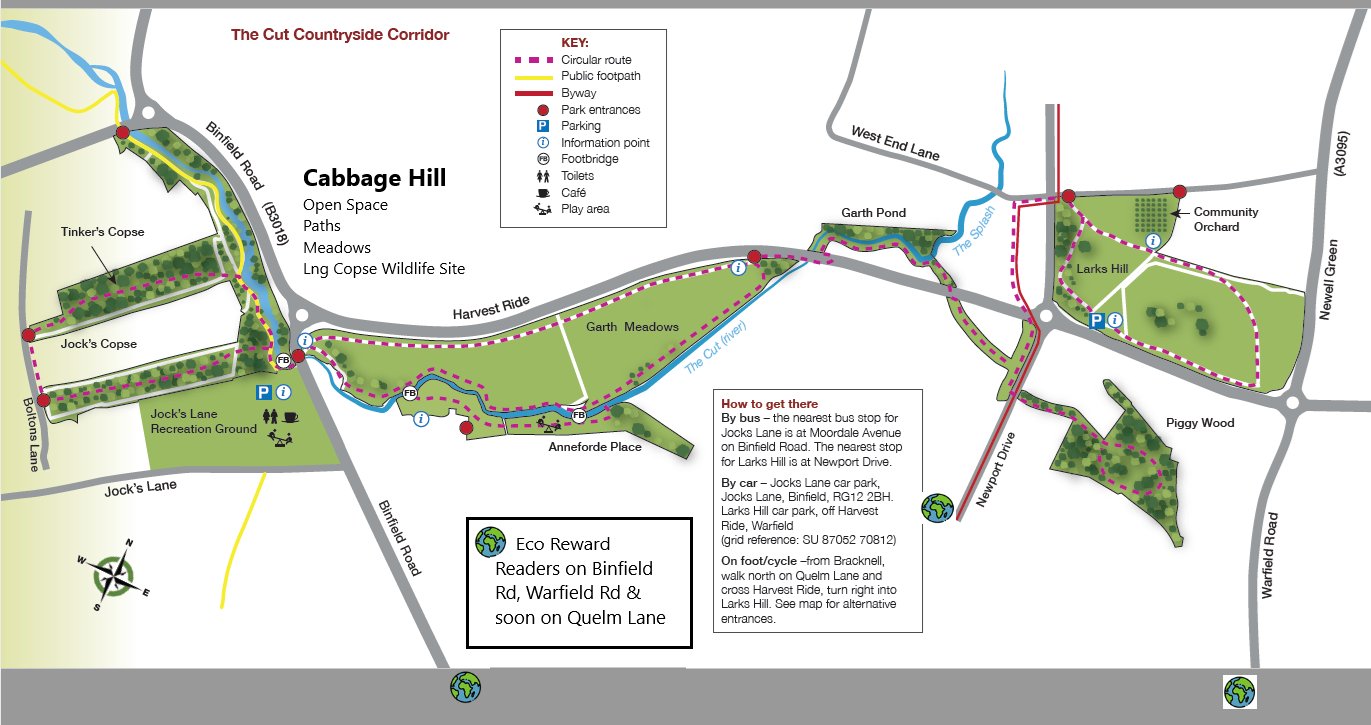 The Cut Countryside Corridor
KEY:
Circular route
Public footpath
Byway
Park entrances
P
Parking
i
Information point
FB
Footbridge
Toilets
Café
Play area
Binfield Road
(B3018)
Cabbage Hill
Open Space
Paths
Meadows
Lng Copse Wildlife Site
Tinker's Copse
Jock's Copse
Boltons Lane
FB
i
P
i
Jock's Lane
Recreation Ground
Jock's Lane
Binfield Road
N
W
E
S
Harvest Ride
i
Garth Meadows
The Cut (river)
FB
i
FB
Anneforde Place
Garth Pond
The Splash
West End Lane
(A3095)
Newell Green
Community
Orchard
i
Larks Hill
P
i
Piggy Wood
Newport Drive
Warfield Road
Eco Reward
Readers on Binfield
Rd, Warfield Rd &
soon on Quelm Lane
How to get there
By bus – the nearest bus stop for
Jocks Lane is at Moordale Avenue
on Binfield Road. The nearest stop
for Larks Hill is at Newport Drive.
By car – Jocks Lane car park,
Jocks Lane, Binfield, RG12 2BH.
Larks Hill car park, off Harvest
Ride, Warfield
(grid reference: SU 87052 70812)
On foot/cycle –from Bracknell,
walk north on Quelm Lane and
cross Harvest Ride, turn right into
Larks Hill. See map for alternative
entrances.